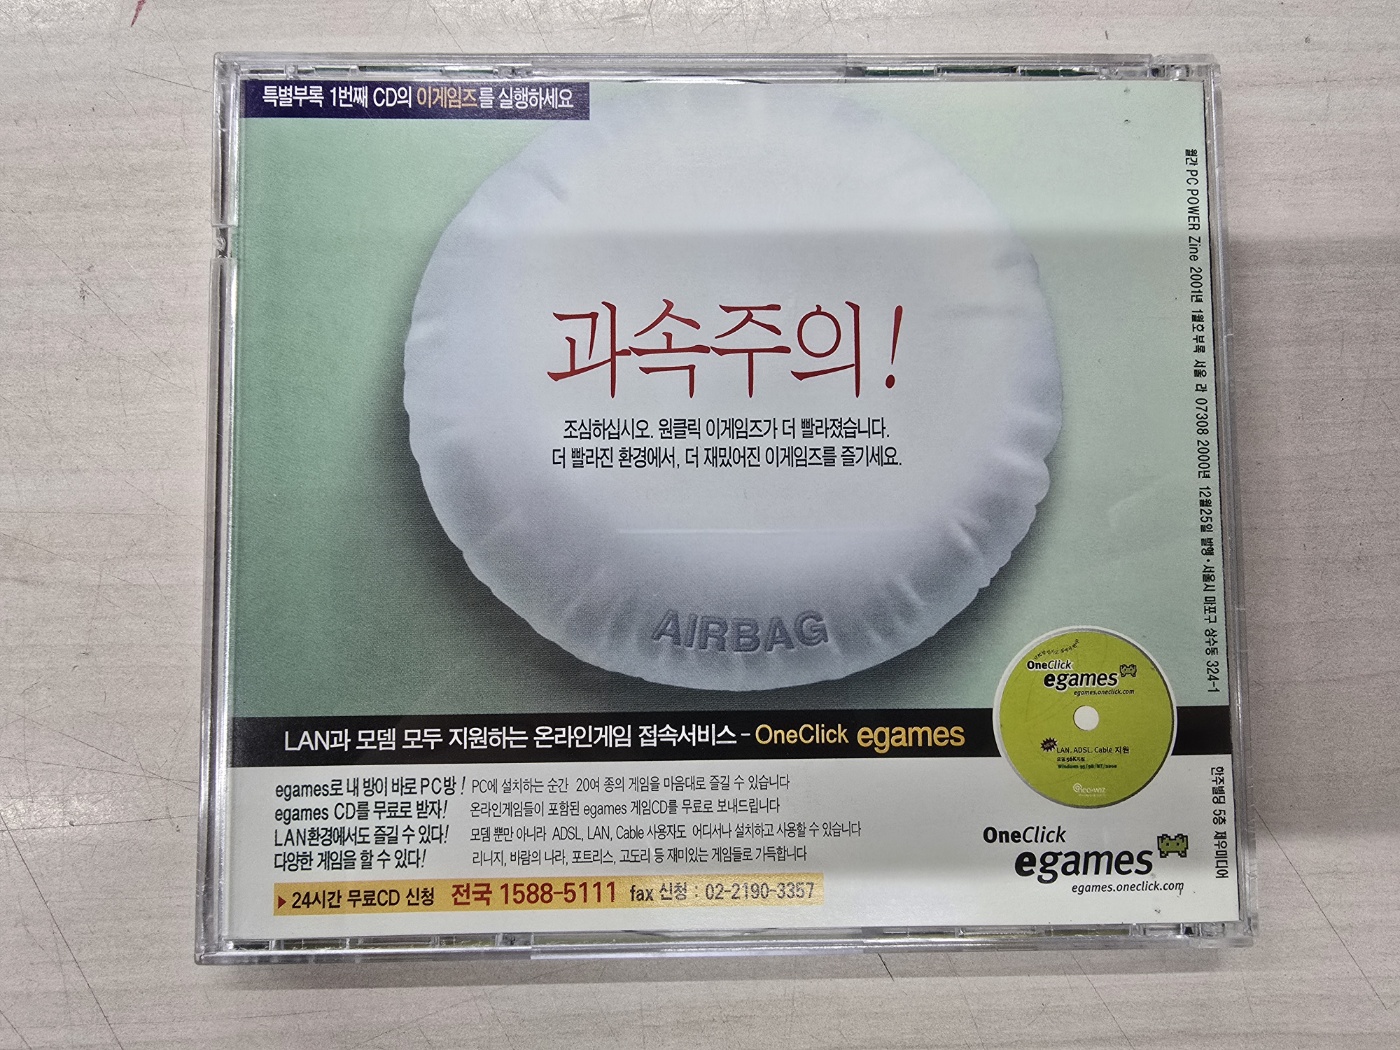 특별부록 1번째 CD의 이게임즈를 실행하세요
과속주의!
조심하십시오. 원클릭 이게임즈가 더 빨라졌습니다.
더 빨라진 환경에서, 더 재밌어진 이게임즈를 즐기세요.
AIRBAG
월간 PC POWER Zine 2001년 1월호 부록 서울 라 07308 2000년 12월25일 발행·서울시 마포구 상수동 324-1
한주빌딩 5층 제우미디어
OneClick
egames
egames.oneclick.com
LAN, ADSL, Cable 지원
모뎀 56K지원
Windows 95/98/NT/2000
LAN과 모뎀 모두 지원하는 온라인게임 접속서비스 - OneClick egames
egames로 내 방이 바로 PC방! PC에 설치하는 순간 20여 종의 게임을 마음대로 즐길 수 있습니다
egames CD를 무료로 받자! 온라인게임들이 포함된 egames 게임CD를 무료로 보내드립니다
LAN환경에서도 즐길 수 있다! 모뎀 뿐만 아니라 ADSL, LAN, Cable 사용자도 어디서나 설치하고 사용할 수 있습니다
다양한 게임을 할 수 있다! 리니지, 바람의 나라, 포트리스, 고도리 등 재미있는 게임들로 가득합니다
24시간 무료CD 신청 전국 1588-5111 fax 신청 : 02-2190-3357
OneClick
egames
egames.oneclick.com